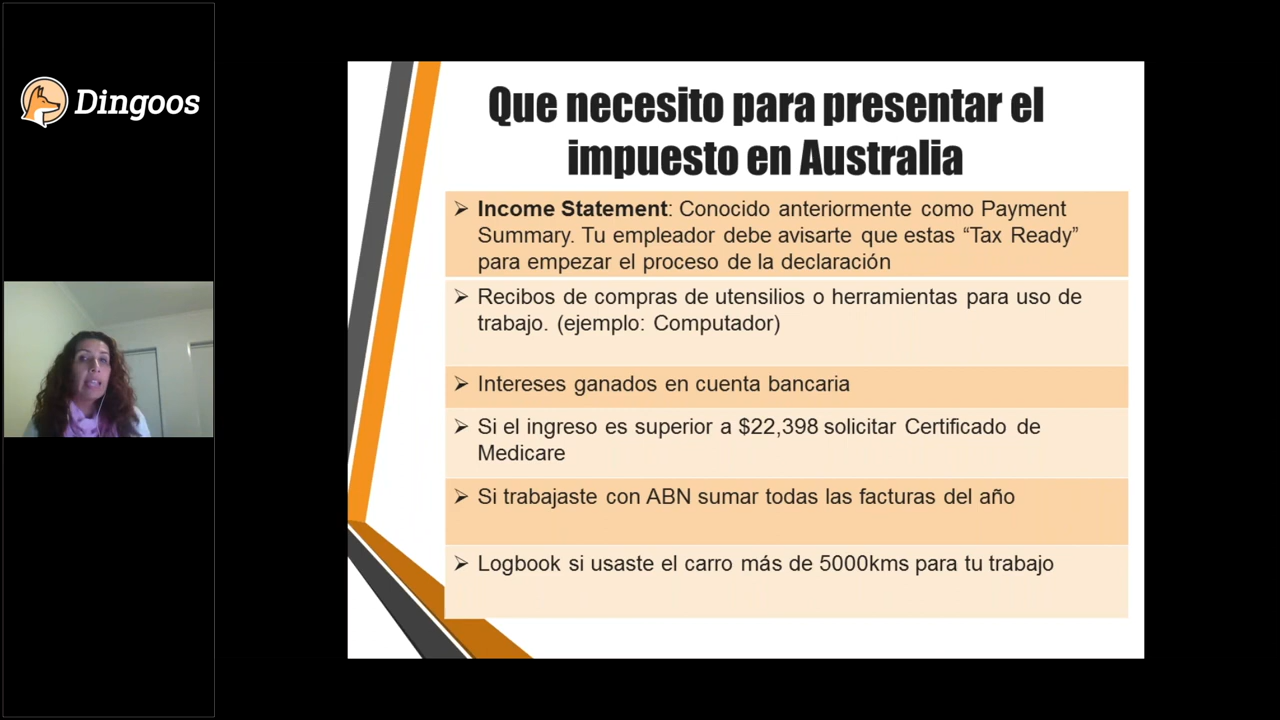 Dingoos
Que necesito para presentar el
impuesto en Australia
➢ Income Statement: Conocido anteriormente como Payment
Summary. Tu empleador debe avisarte que estas “Tax Ready”
para empezar el proceso de la declaración
➢ Recibos de compras de utensilios o herramientas para uso de
trabajo. (ejemplo: Computador)
➢ Intereses ganados en cuenta bancaria
➢ Si el ingreso es superior a $22,398 solicitar Certificado de
Medicare
➢ Si trabajaste con ABN sumar todas las facturas del año
➢ Logbook si usaste el carro más de 5000kms para tu trabajo